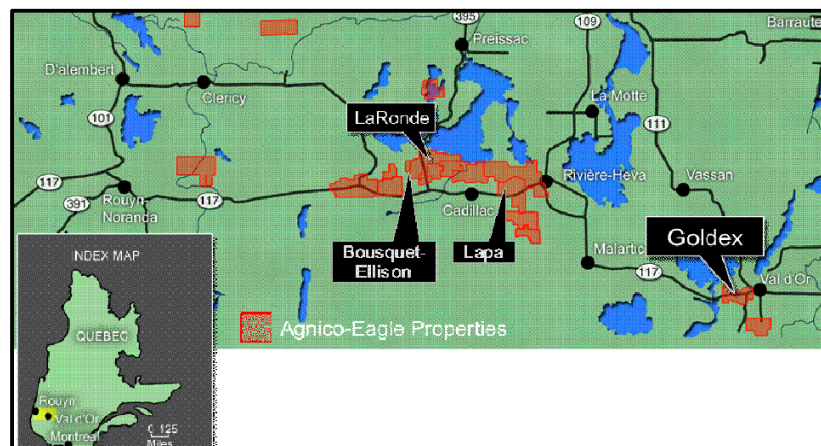 395
109
Barraute
Preissac
D'alembert
Clericy
La Motte
LaRonde
101
111
117
Rivière-Heva
Vassan
391
Rouyn-
Noranda
117
Cadillac
Bousquet-
Ellison
Lapa
Malartic
Goldex
117
Val d'Or
Agnico-Eagle Properties
NDEX MAP
QUEBEC
Rouyn
Val d'Or
Montreal
0 125
Miles